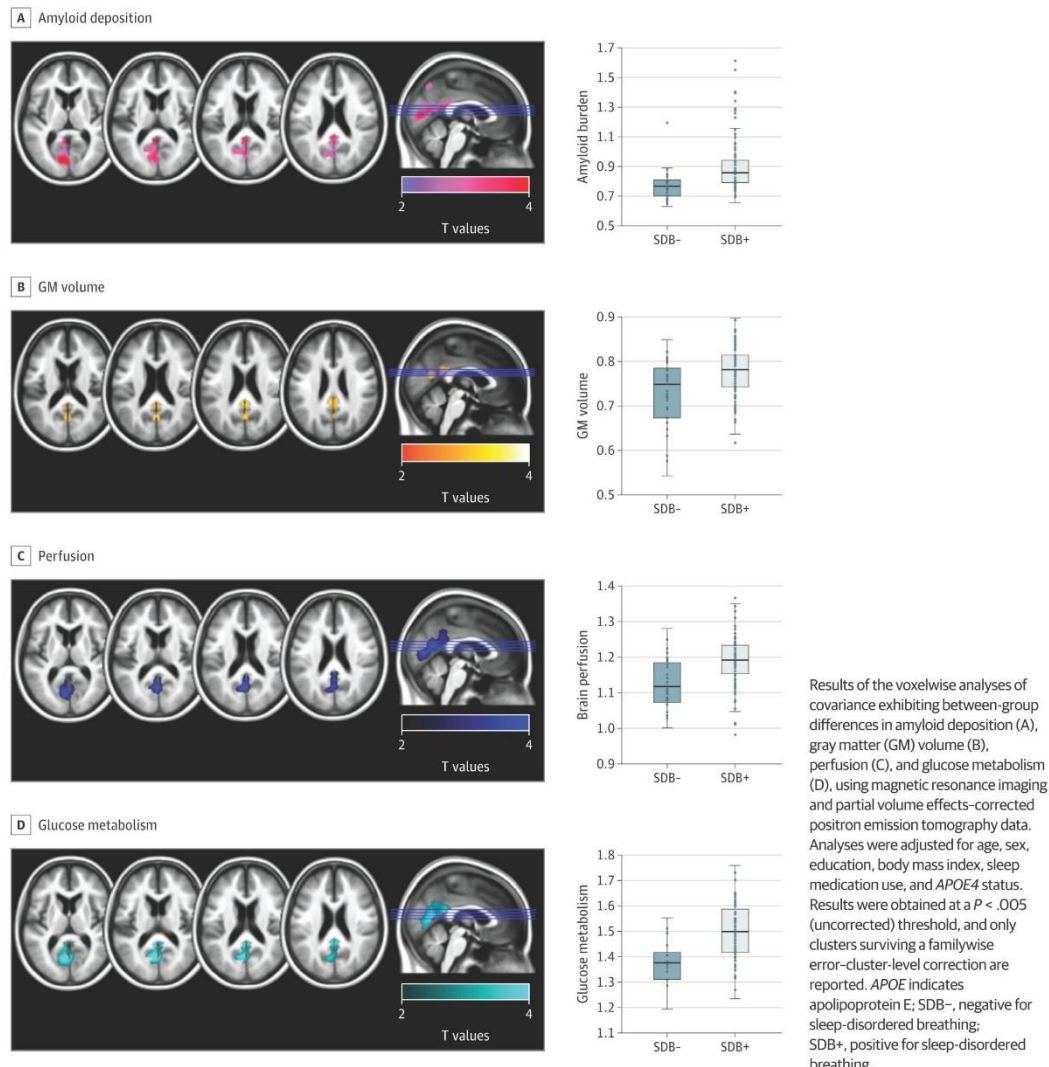 A Amyloid deposition
2 4
T values
Amyloid burden
1.7
1.5
1.3
1.1
0.9
0.7
0.5
SDB- SDB+
B GM volume
2 4
T values
GM volume
0.9
0.8
0.7
0.6
0.5
SDB- SDB+
C Perfusion
2 4
T values
Brain perfusion
1.4
1.3
1.2
1.1
1.0
0.9
SDB- SDB+
D Glucose metabolism
2 4
T values
Glucose metabolism
1.8
1.7
1.6
1.5
1.4
1.3
1.2
1.1
SDB- SDB+
Results of the voxelwise analyses of
covariance exhibiting between-group
differences in amyloid deposition (A),
gray matter (GM) volume (B),
perfusion (C), and glucose metabolism
(D), using magnetic resonance imaging
and partial volume effects–corrected
positron emission tomography data.
Analyses were adjusted for age, sex,
education, body mass index, sleep
medication use, and APOE4 status.
Results were obtained at a P < .005
(uncorrected) threshold, and only
clusters surviving a familywise
error–cluster-level correction are
reported. APOE indicates
apolipoprotein E; SDB−, negative for
sleep-disordered breathing;
SDB+, positive for sleep-disordered
breathing